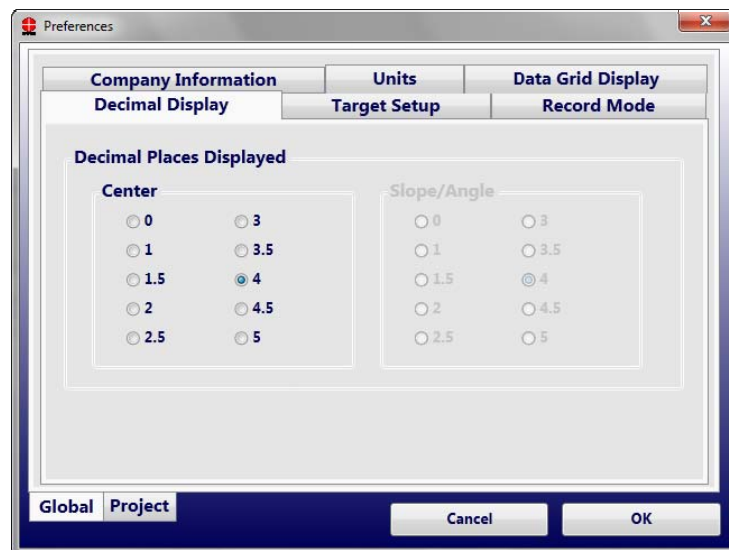 Preferences
Company Information Units Data Grid Display
Decimal Display Target Setup Record Mode
Decimal Places Displayed
Center Slope/Angle
0 3 0 3
1 3.5 1 3.5
1.5 4 1.5 4
2 4.5 2 4.5
2.5 5 2.5 5
Global Project
Cancel OK